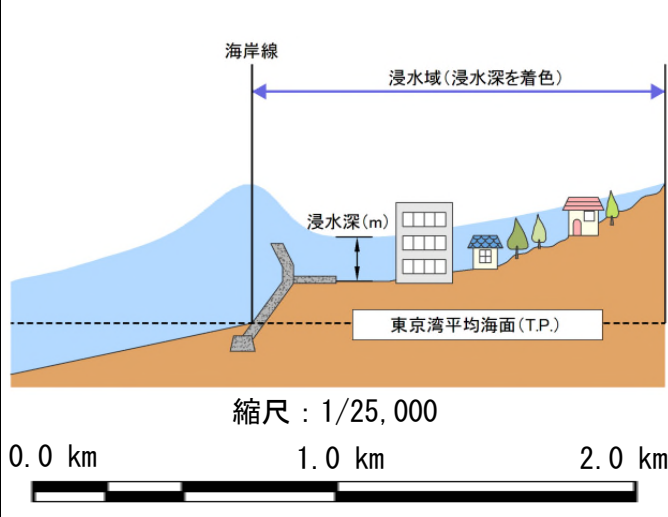 海岸線
浸水域(浸水深を着色)
浸水深(m)
東京湾平均海面(T.P.)
縮尺：1/25,000
0.0 km 1.0 km 2.0 km